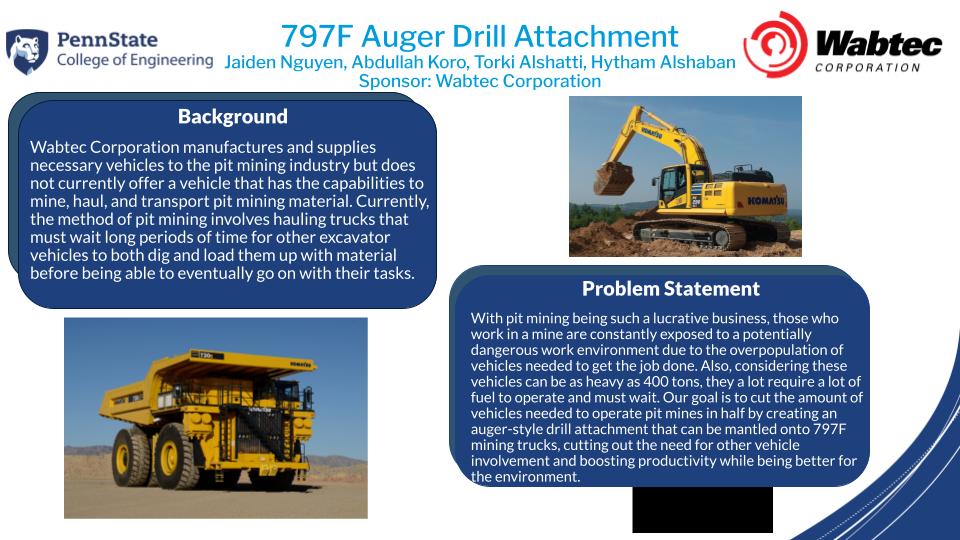 PennState
College of Engineering
797F Auger Drill Attachment
Jaiden Nguyen, Abdullah Koro, Torki Alshatti, Hytham Alshaban
Sponsor: Wabtec Corporation
Wabtec
CORPORATION
Background
Wabtec Corporation manufactures and supplies
necessary vehicles to the pit mining industry but does
not currently offer a vehicle that has the capabilities to
mine, haul, and transport pit mining material. Currently,
the method of pit mining involves hauling trucks that
must wait long periods of time for other excavator
vehicles to both dig and load them up with material
before being able to eventually go on with their tasks.
KOMATSU
KOMATSU
Problem Statement
With pit mining being such a lucrative business, those who
work in a mine are constantly exposed to a potentially
dangerous work environment due to the overpopulation of
vehicles needed to get the job done. Also, considering these
vehicles can be as heavy as 400 tons, they a lot require a lot of
fuel to operate and must wait. Our goal is to cut the amount of
vehicles needed to operate pit mines in half by creating an
auger-style drill attachment that can be mantled onto 797F
mining trucks, cutting out the need for other vehicle
involvement and boosting productivity while being better for
the environment.
730E
KOMATSU